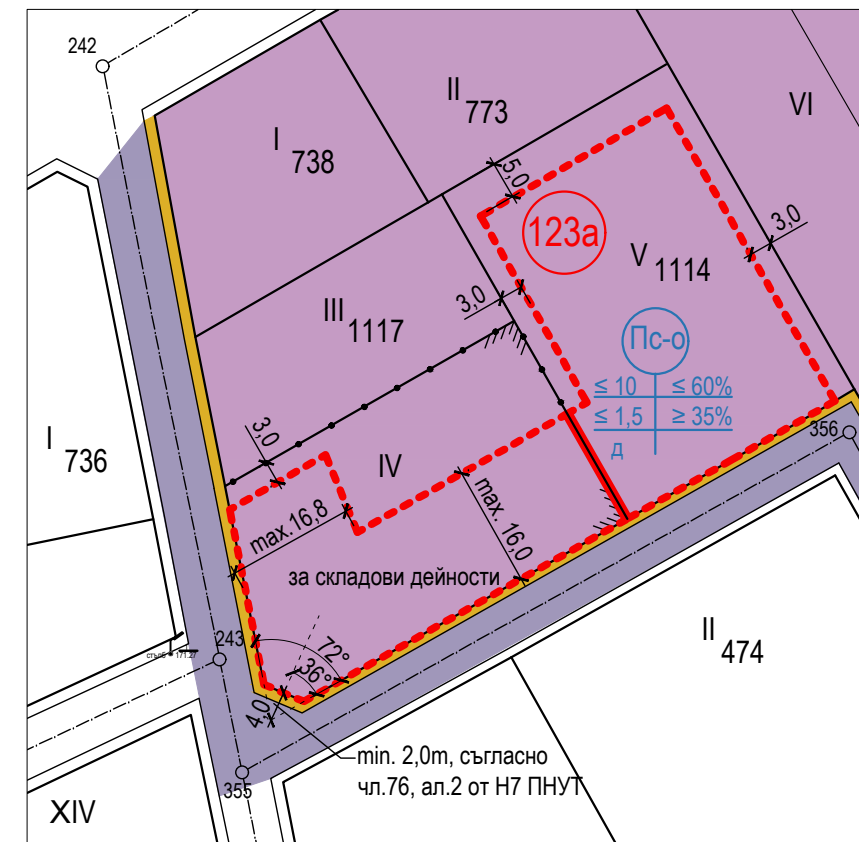 242
II 773
VI
I 738
5,0
123а
V 1114
3,0
3,0
III 1117
Пс-о
≤ 10 ≤ 60%
≤ 1,5 ≥ 35%
д
356
3,0
I 736
IV
max.16,8
max. 16,0
за складови дейности
II 474
243
72°
36°
4,0
min. 2,0m, съгласно
чл.76, ал.2 от Н7 ПНУТ
355
XIV